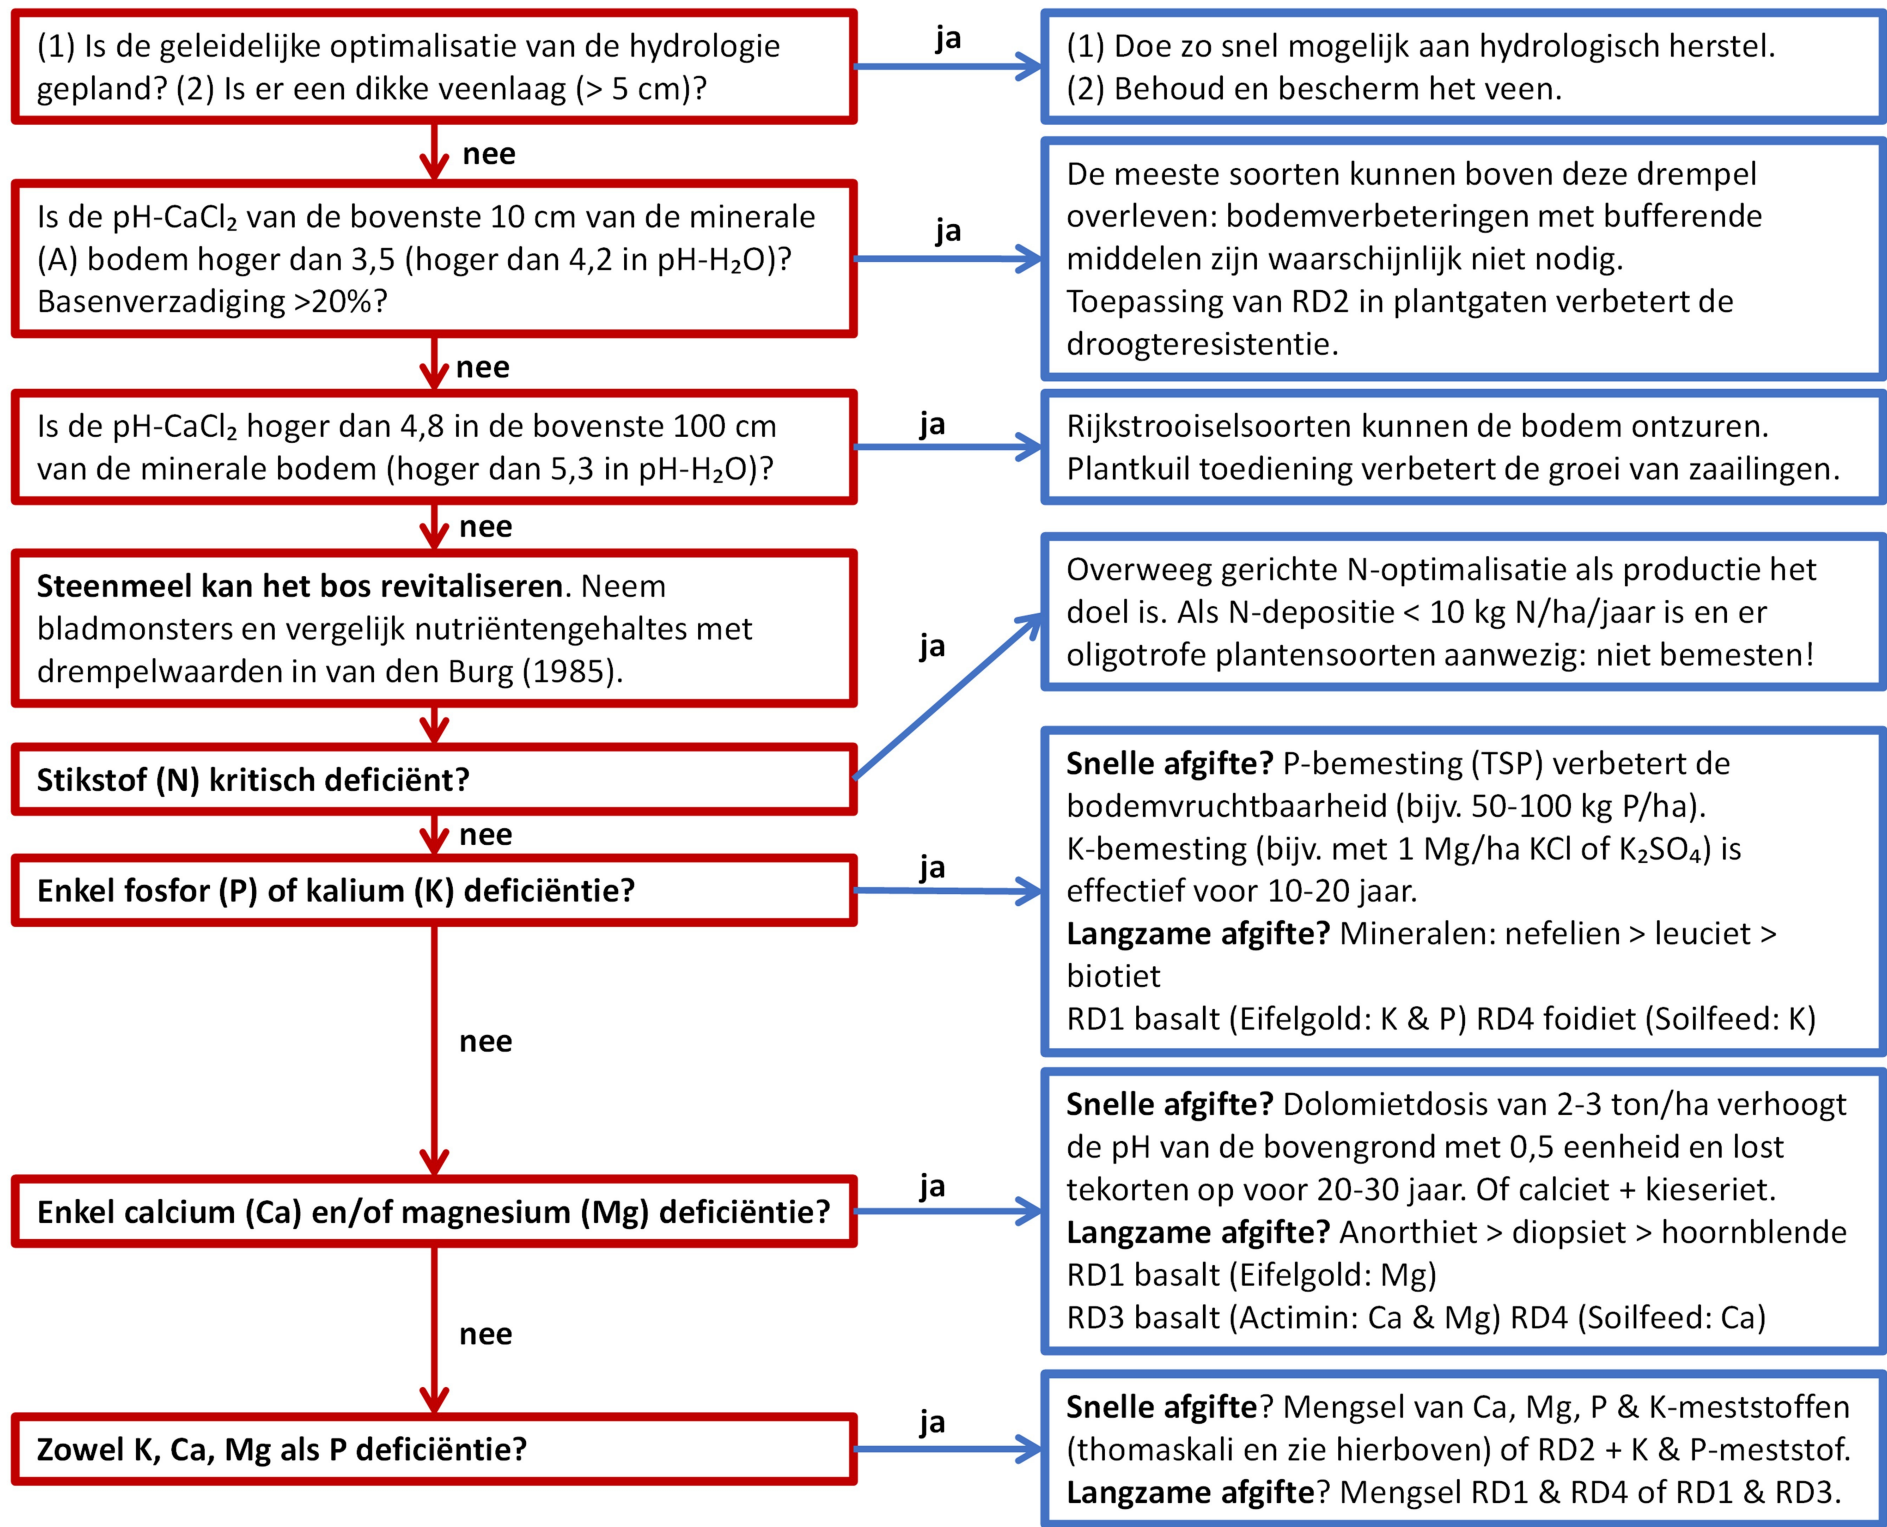 (1) Is de geleidelijke optimalisatie van de hydrologie
gepland? (2) Is er een dikke veenlaag (> 5 cm)?
ja
(1) Doe zo snel mogelijk aan hydrologisch herstel.
(2) Behoud en bescherm het veen.
nee
Is de pH-CaCl₂ van de bovenste 10 cm van de minerale
(A) bodem hoger dan 3,5 (hoger dan 4,2 in pH-H₂O)?
Basenverzadiging >20%?
ja
De meeste soorten kunnen boven deze drempel
overleven: bodemverbeteringen met bufferende
middelen zijn waarschijnlijk niet nodig.
Toepassing van RD2 in plantgaten verbetert de
droogteresistentie.
nee
Is de pH-CaCl₂ hoger dan 4,8 in de bovenste 100 cm
van de minerale bodem (hoger dan 5,3 in pH-H₂O)?
ja
Rijkstrooiselsoorten kunnen de bodem ontzuren.
Plantkuil toediening verbetert de groei van zaailingen.
nee
Steenmeel kan het bos revitaliseren. Neem
bladmonsters en vergelijk nutriëntengehaltes met
drempelwaarden in van den Burg (1985).
Stikstof (N) kritisch deficiënt?
ja
Overweeg gerichte N-optimalisatie als productie het
doel is. Als N-depositie < 10 kg N/ha/jaar is en er
oligotrofe plantensoorten aanwezig: niet bemesten!
nee
Enkel fosfor (P) of kalium (K) deficiëntie?
ja
Snelle afgifte? P-bemesting (TSP) verbetert de
bodemvruchtbaarheid (bijv. 50-100 kg P/ha).
K-bemesting (bijv. met 1 Mg/ha KCl of K₂SO₄) is
effectief voor 10-20 jaar.
Langzame afgifte? Mineralen: nefelien > leuciet >
biotiet
RD1 basalt (Eifelgold: K & P) RD4 foidiet (Soilfeed: K)
nee
Enkel calcium (Ca) en/of magnesium (Mg) deficiëntie?
ja
Snelle afgifte? Dolomietdosis van 2-3 ton/ha verhoogt
de pH van de bovengrond met 0,5 eenheid en lost
tekorten op voor 20-30 jaar. Of calciet + kieseriet.
Langzame afgifte? Anorthiet > diopsiet > hoornblende
RD1 basalt (Eifelgold: Mg)
RD3 basalt (Actimin: Ca & Mg) RD4 (Soilfeed: Ca)
nee
Zowel K, Ca, Mg als P deficiëntie?
ja
Snelle afgifte? Mengsel van Ca, Mg, P & K-meststoffen
(thomaskali en zie hierboven) of RD2 + K & P-meststof.
Langzame afgifte? Mengsel RD1 & RD4 of RD1 & RD3.